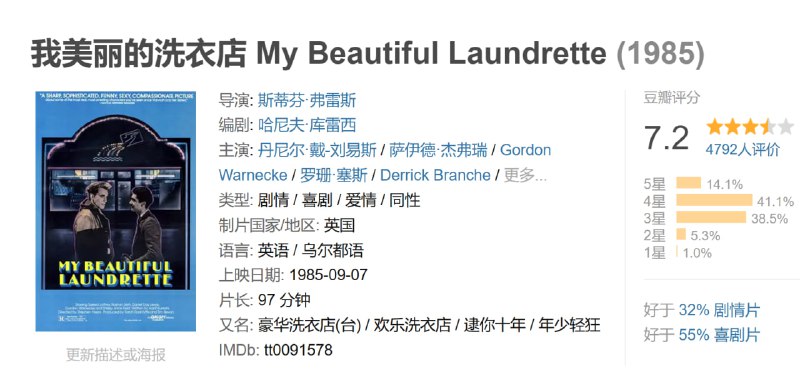 我美丽的洗衣店 My Beautiful Laundrette (1985)
"A SHARE, SOPHISTICATED, FUNNY, SEXY, COMPASSIONATE PICTURE
MY BEAUTIFUL
LAUNDRETTE
更新描述或海报
导演: 斯蒂芬·弗雷斯
编剧: 哈尼夫·库雷西
主演: 丹尼尔·戴-刘易斯 / 萨伊德·杰弗瑞 / Gordon
Warnecke / 罗珊·塞斯 / Derrick Branche / 更多...
类型: 剧情 / 喜剧 / 爱情 / 同性
制片国家/地区: 英国
语言: 英语 / 乌尔都语
上映日期: 1985-09-07
片长: 97 分钟
又名: 豪华洗衣店(台) / 欢乐洗衣店 / 逮你十年 / 年少轻狂
IMDb: tt0091578
豆瓣评分
7.2
4792人评价
5星 14.1%
4星 41.1%
3星 38.5%
2星 5.3%
1星 1.0%
好于 32% 剧情片
好于 55% 喜剧片